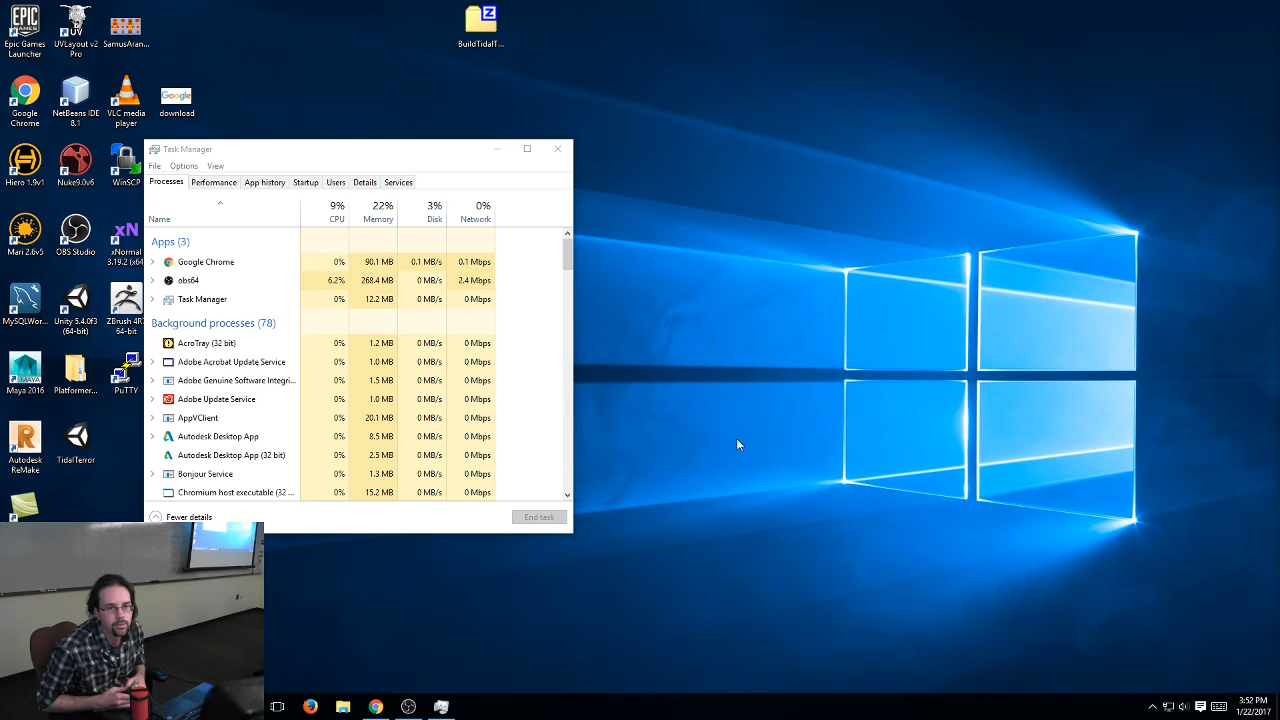 EPIC GAMES
Epic Games Launcher
UV
UVLayout v2 Pro
SamusAran...
Z
BuildTidalT...
Google Chrome
NetBeans IDE 8.1
VLC media player
Google
download
Hiero 1.9v1
Nuke9.0v6
WinSCP
Mari 2.6v5
OBS Studio
xN
xNormal 3.19.2 (x64
MySQLWor...
Unity 5.4.0f3 (64-bit)
ZBrush 4R7 64-bit
Maya 2016
Platformer...
PuTTY
Autodesk ReMake
TidalTerror
Task Manager
File Options View
Processes Performance App history Startup Users Details Services
9% 22% 3% 0%
Name CPU Memory Disk Network
Apps (3)
Google Chrome 0% 90.1 MB 0.1 MB/s 0.1 Mbps
obs64 6.2% 268.4 MB 0 MB/s 2.4 Mbps
Task Manager 0% 12.2 MB 0 MB/s 0 Mbps
Background processes (78)
AcroTray (32 bit) 0% 1.2 MB 0 MB/s 0 Mbps
Adobe Acrobat Update Service 0% 1.0 MB 0 MB/s 0 Mbps
Adobe Genuine Software Integri... 0% 1.5 MB 0 MB/s 0 Mbps
Adobe Update Service 0% 1.0 MB 0 MB/s 0 Mbps
AppVClient 0% 20.1 MB 0 MB/s 0 Mbps
Autodesk Desktop App 0% 8.5 MB 0 MB/s 0 Mbps
Autodesk Desktop App (32 bit) 0% 2.5 MB 0 MB/s 0 Mbps
Bonjour Service 0% 1.3 MB 0 MB/s 0 Mbps
Chromium host executable (32 ... 0% 15.2 MB 0 MB/s 0 Mbps
Fewer details End task
3:52 PM
1/22/2017